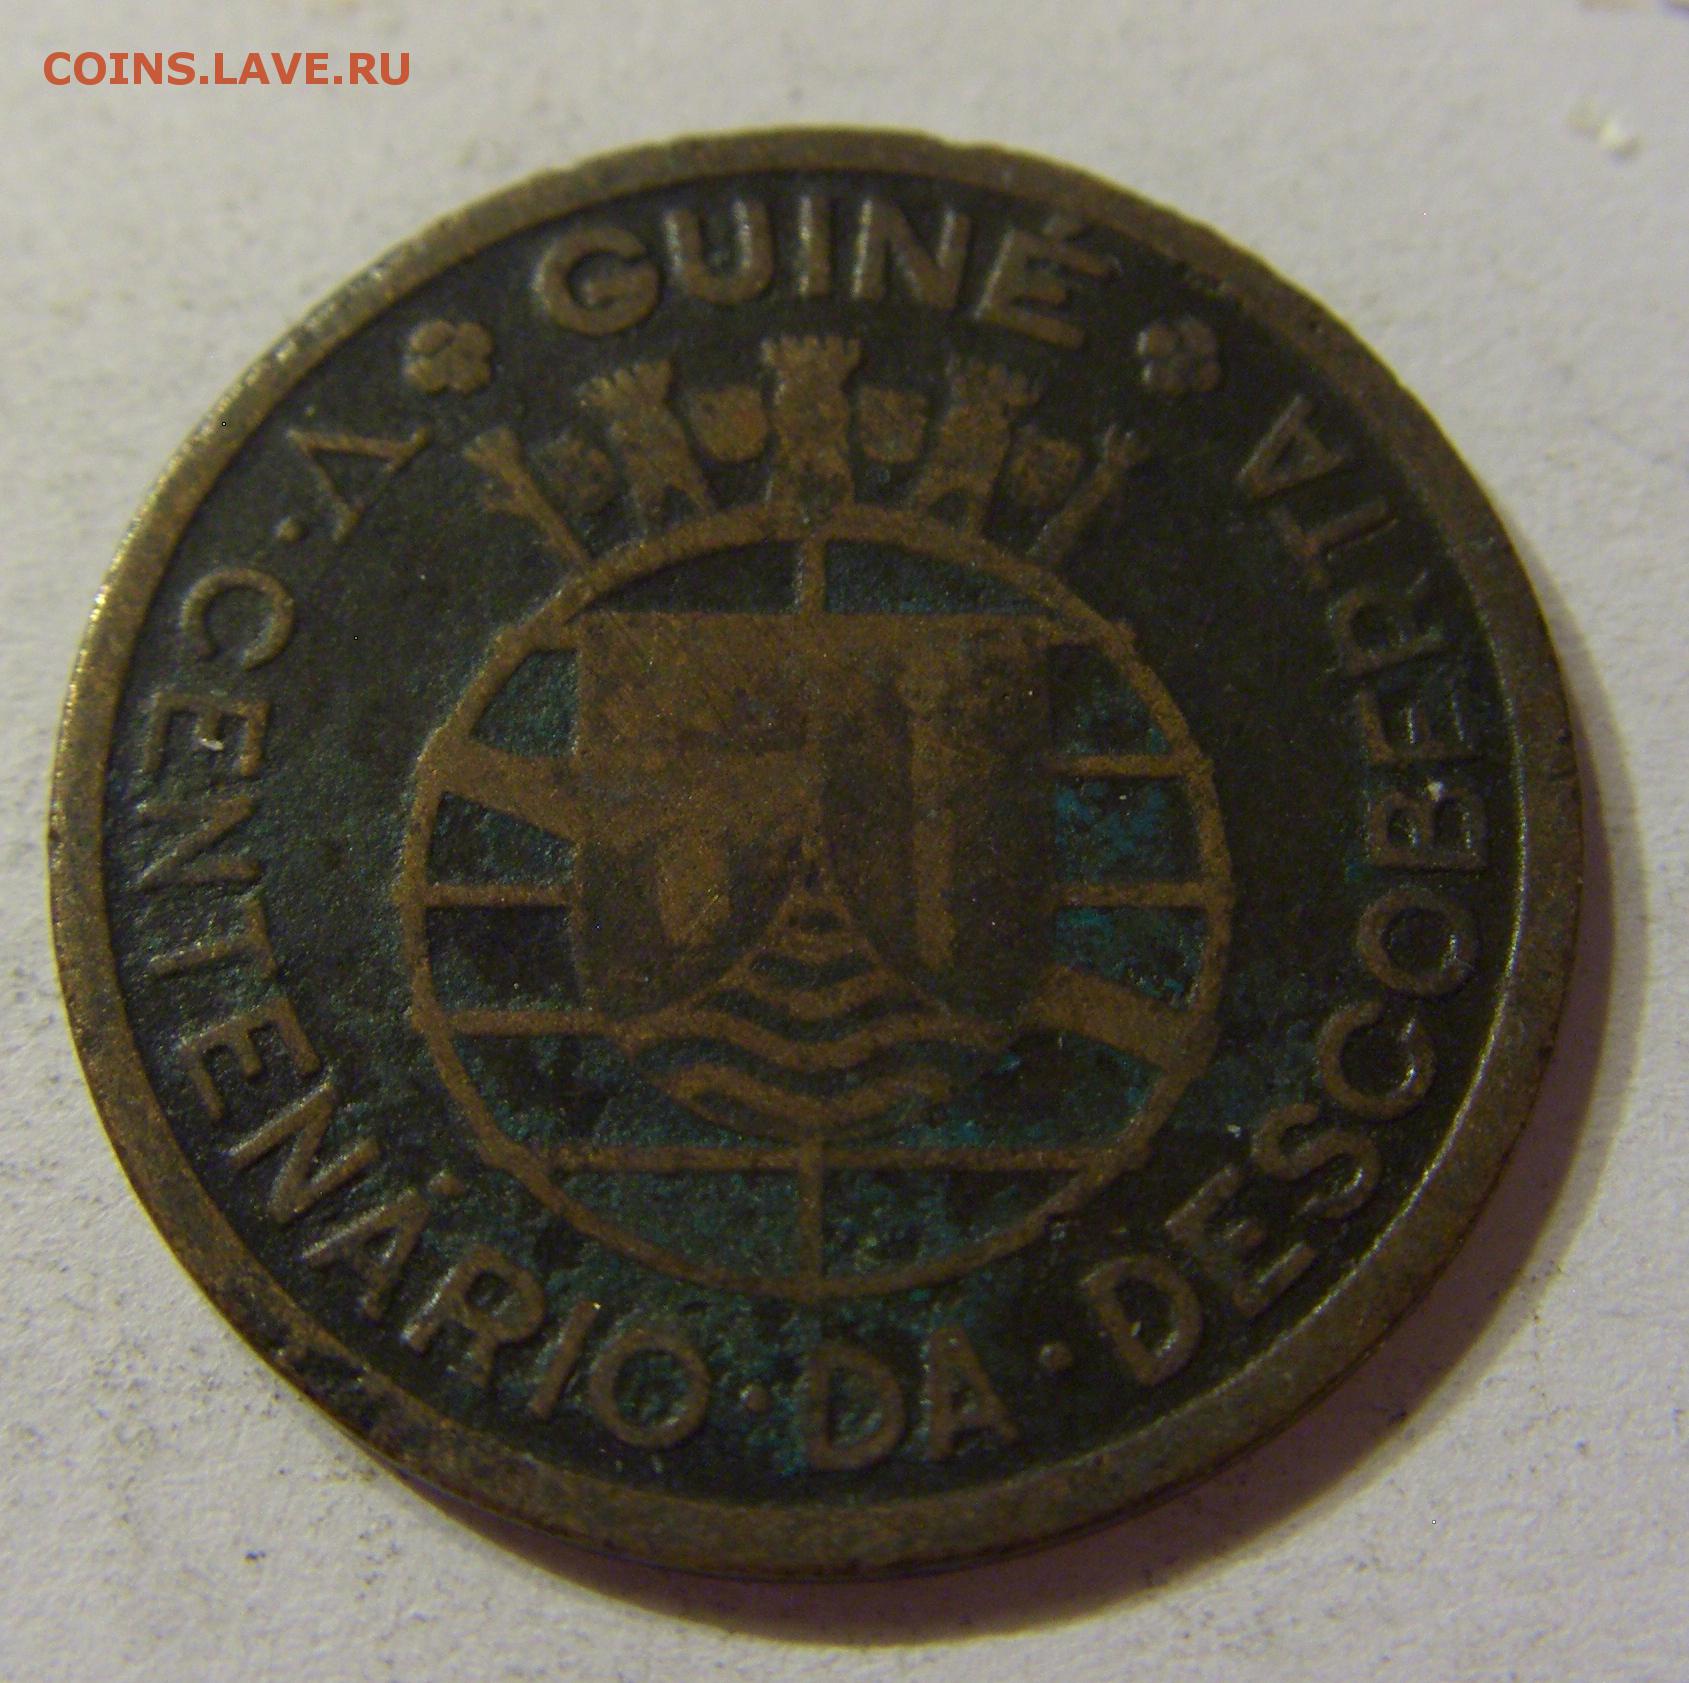 COINS.LAVE.RU
GUINÉ
V · CENTENÁRIO · DA · DESCOBERTA